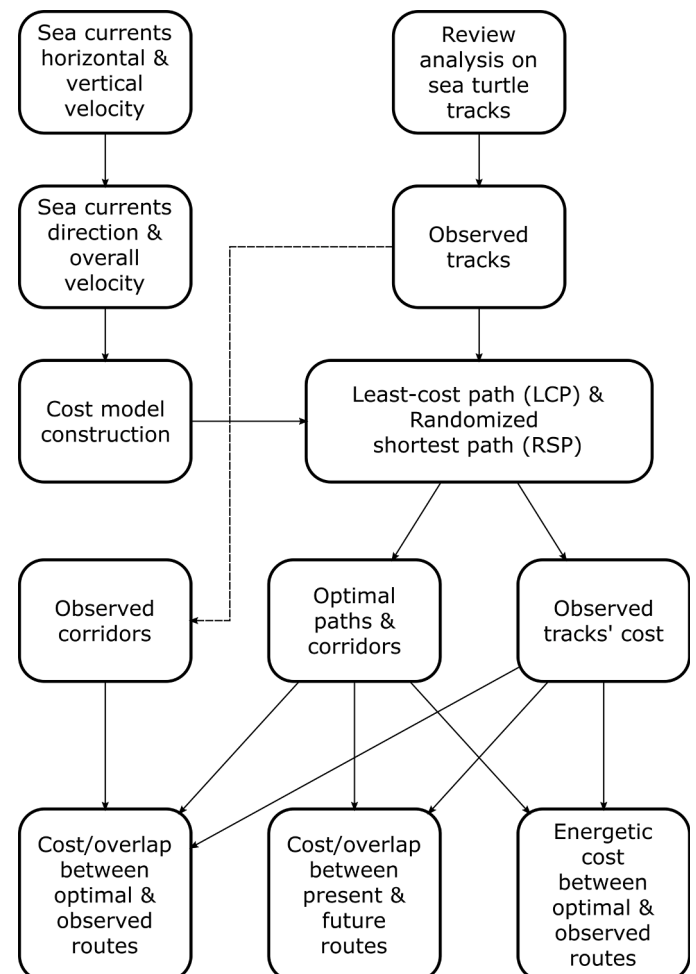 Sea currents
horizontal &
vertical
velocity
Review
analysis on
sea turtle
tracks
Sea currents
direction &
overall
velocity
Observed
tracks
Cost model
construction
Least-cost path (LCP) &
Randomized
shortest path (RSP)
Observed
corridors
Optimal
paths &
corridors
Observed
tracks' cost
Cost/overlap
between
optimal &
observed
routes
Cost/overlap
between
present &
future
routes
Energetic
cost
between
optimal &
observed
routes